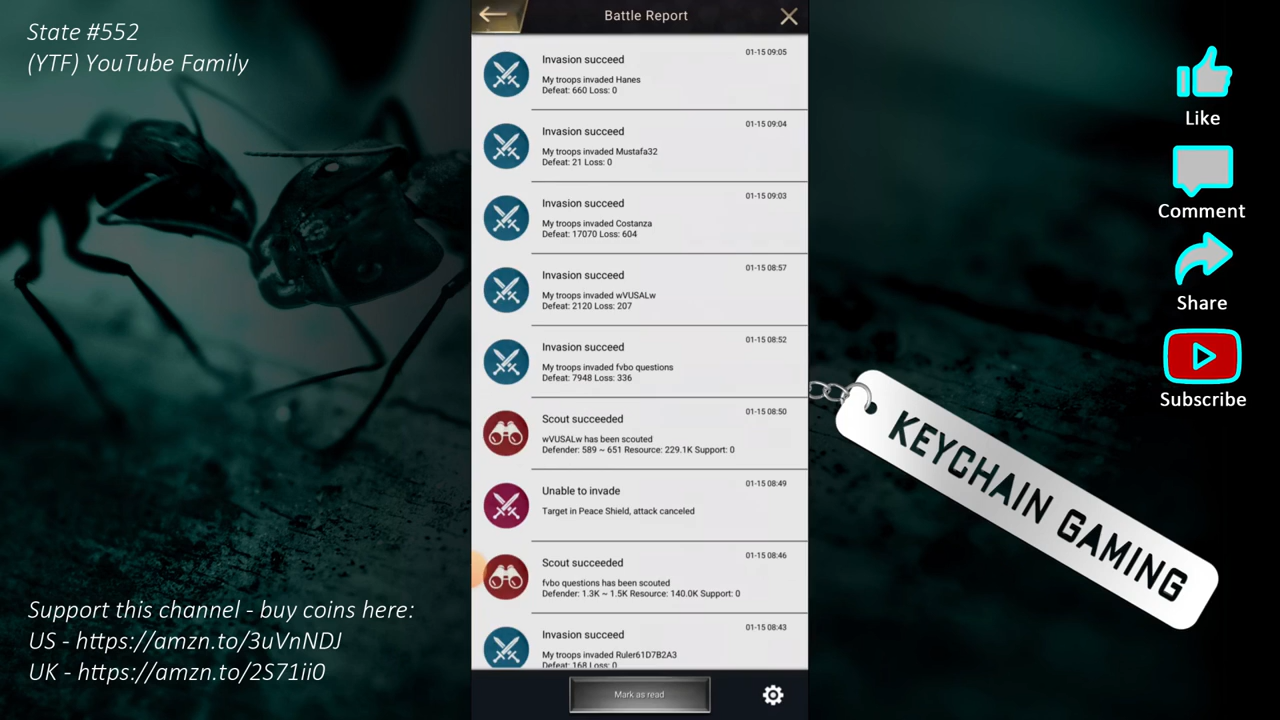 State #552
(YTF) YouTube Family
Battle Report
01-15 09:05
Invasion succeed
My troops invaded Hanes
Defeat: 660 Loss: 0
01-15 09:04
Invasion succeed
My troops invaded Mustafa32
Defeat: 21 Loss: 0
01-15 09:03
Invasion succeed
My troops invaded Costanza
Defeat: 17070 Loss: 604
01-15 08:57
Invasion succeed
My troops invaded wVUSALw
Defeat: 2120 Loss: 207
01-15 08:52
Invasion succeed
My troops invaded fvbo questions
Defeat: 7948 Loss: 336
01-15 08:50
Scout succeeded
wVUSALw has been scouted
Defender: 589 ~ 651 Resource: 229.1K Support: 0
01-15 08:49
Unable to invade
Target in Peace Shield, attack canceled
01-15 08:46
Scout succeeded
fvbo questions has been scouted
Defender: 1.3K ~ 1.5K Resource: 140.0K Support: 0
01-15 08:43
Invasion succeed
My troops invaded Ruler61D7B2A3
Defeat: 168 Loss: 0
Mark as read
Like
Comment
Share
Subscribe
KEYCHAIN GAMING
Support this channel - buy coins here:
US - https://amzn.to/3uVnNDJ
UK - https://amzn.to/2S71ii0